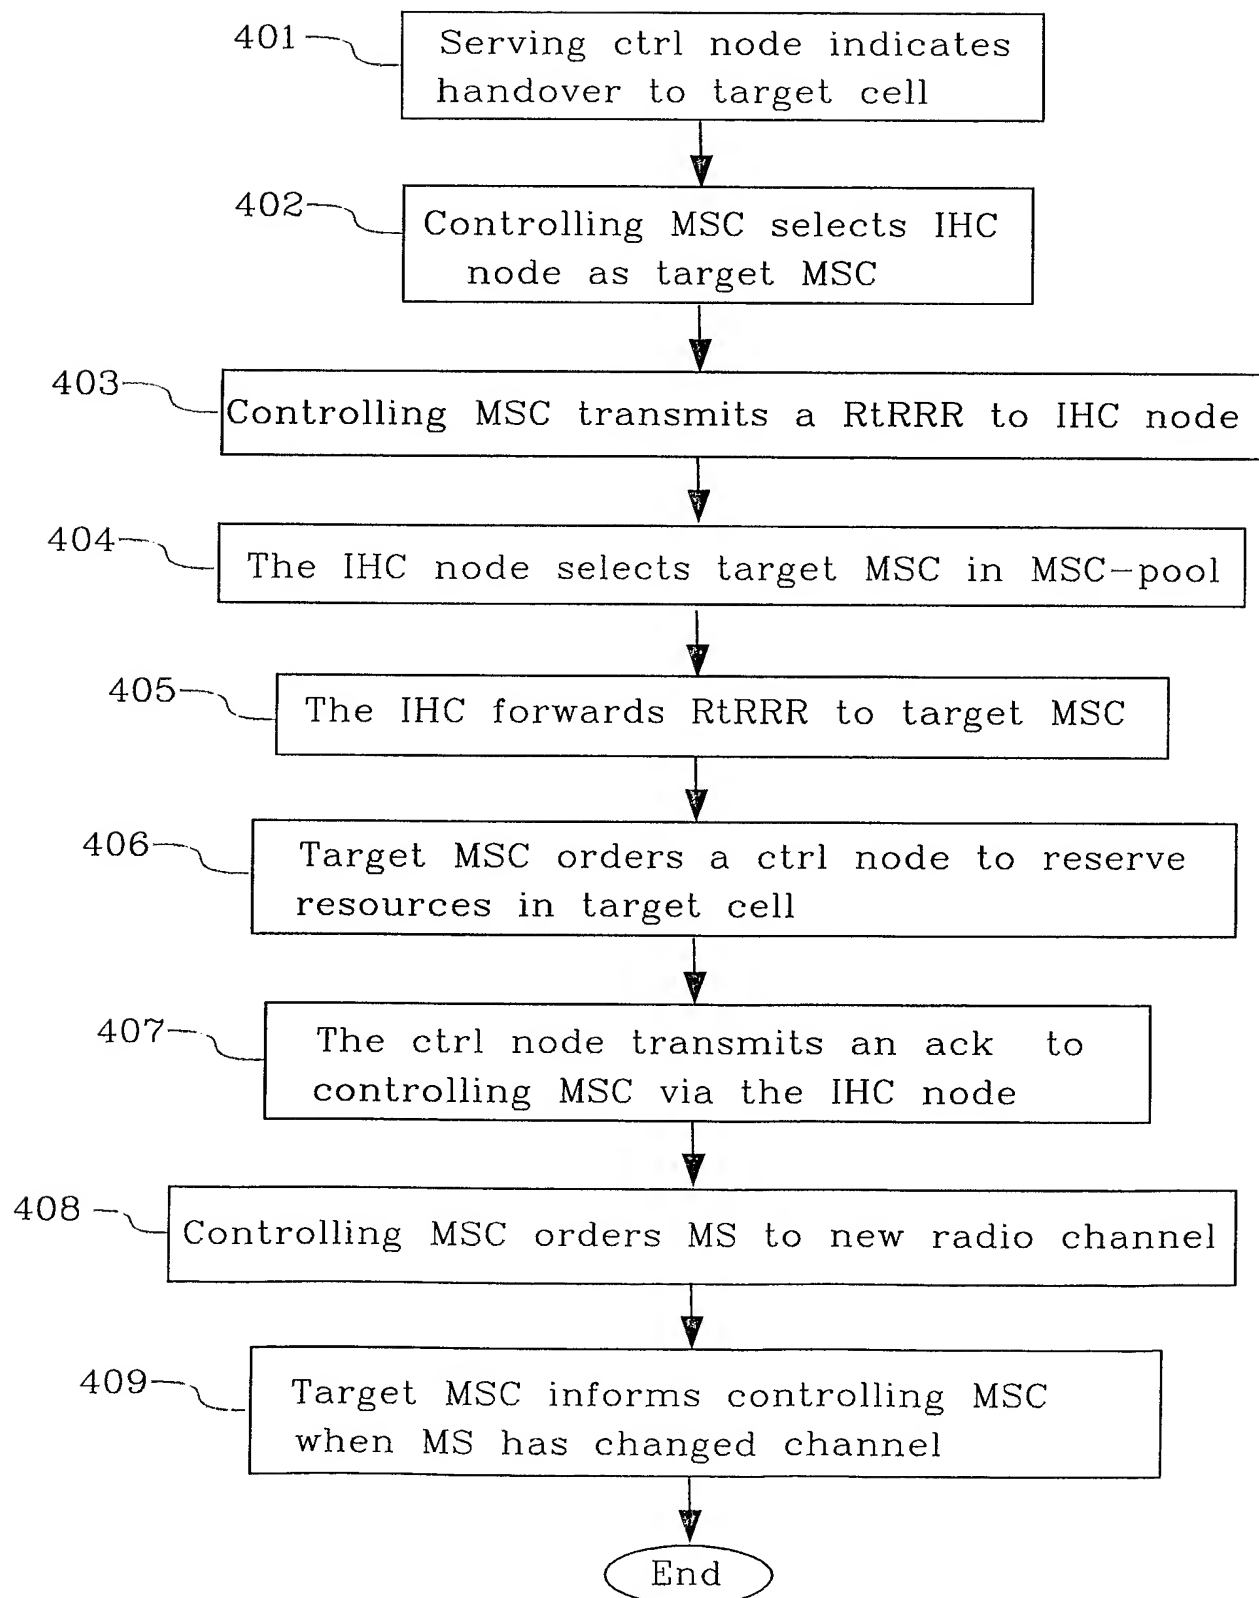 401
Serving ctrl node indicates
handover to target cell
402
Controlling MSC selects IHC
node as target MSC
403
Controlling MSC transmits a RtRRR to IHC node
404
The IHC node selects target MSC in MSC-pool
405
The IHC forwards RtRRR to target MSC
406
Target MSC orders a ctrl node to reserve
resources in target cell
407
The ctrl node transmits an ack to
controlling MSC via the IHC node
408
Controlling MSC orders MS to new radio channel
409
Target MSC informs controlling MSC
when MS has changed channel
End